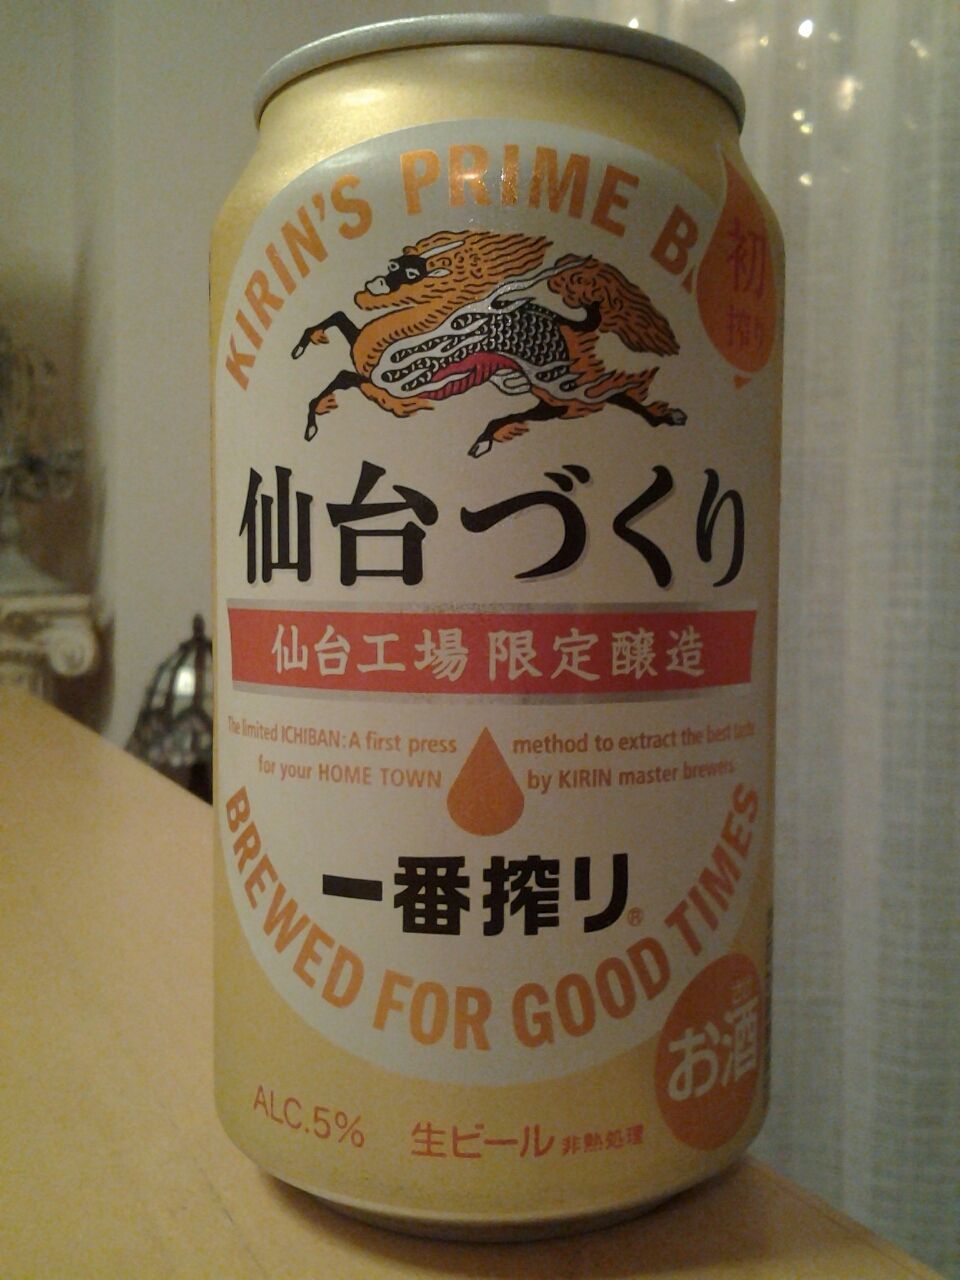 KIRIN'S PRIME B
初
搾り
仙台づくり
仙台工場 限定醸造
The limited ICHIBAN: A first press method to extract the best taste
for your HOME TOWN by KIRIN master brewers
一番搾り®
BREWED FOR GOOD TIMES
お酒
ALC.5% 生ビール 非熱処理